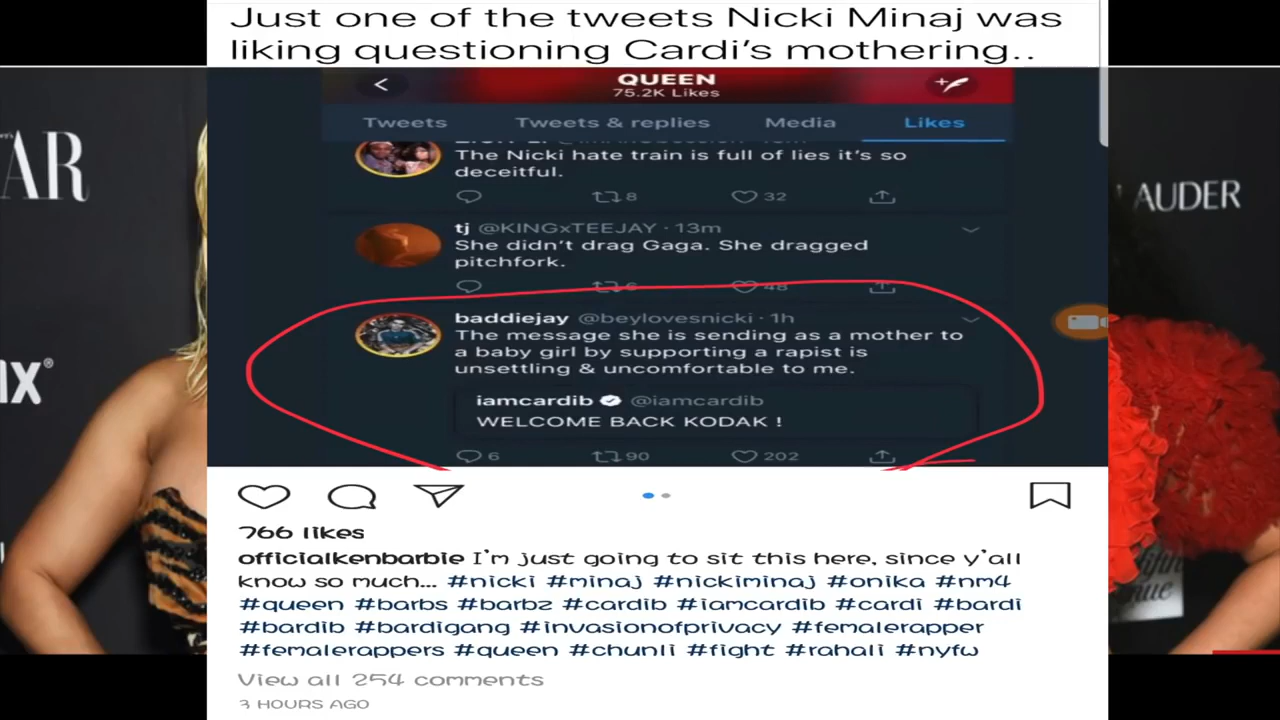 Just one of the tweets Nicki Minaj was
liking questioning Cardi's mothering..
QUEEN
75.2K Likes
Tweets Tweets & replies Media Likes
The Nicki hate train is full of lies it's so
deceitful.
8 32
tj @KINGxTEEJAY · 13m
She didn't drag Gaga. She dragged
pitchfork.
6 48
baddiejay @beylovesnicki · 1h
The message she is sending as a mother to
a baby girl by supporting a rapist is
unsettling & uncomfortable to me.
iamcardib @iamcardib
WELCOME BACK KODAK !
6 90 202
766 likes
officialkenbarbie I'm just going to sit this here, since y'all
know so much... #nicki #minaj #nickiminaj #onika #nm4
#queen #barbs #barbz #cardib #iamcardib #cardi #bardi
#bardib #bardigang #invasionofprivacy #femalerapper
#femalerappers #queen #chunli #fight #rahali #nyfw
View all 254 comments
3 HOURS AGO
AR
IX®
LAUDER